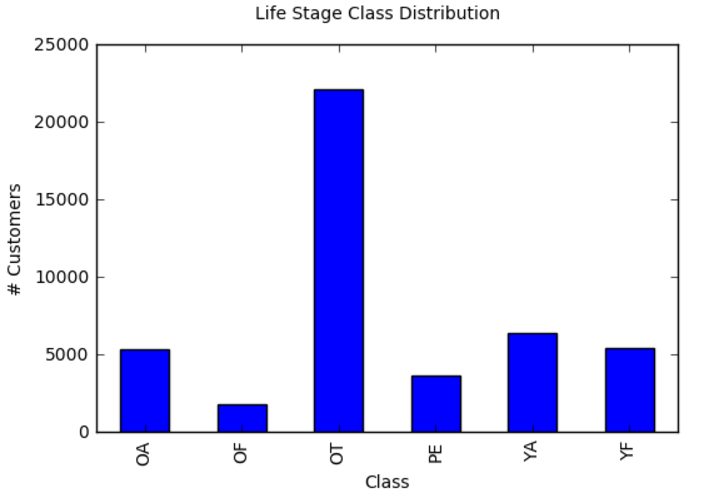 Life Stage Class Distribution
25000
20000
15000
10000
5000
0
# Customers
OA
OF
OT
PE
YA
YF
Class